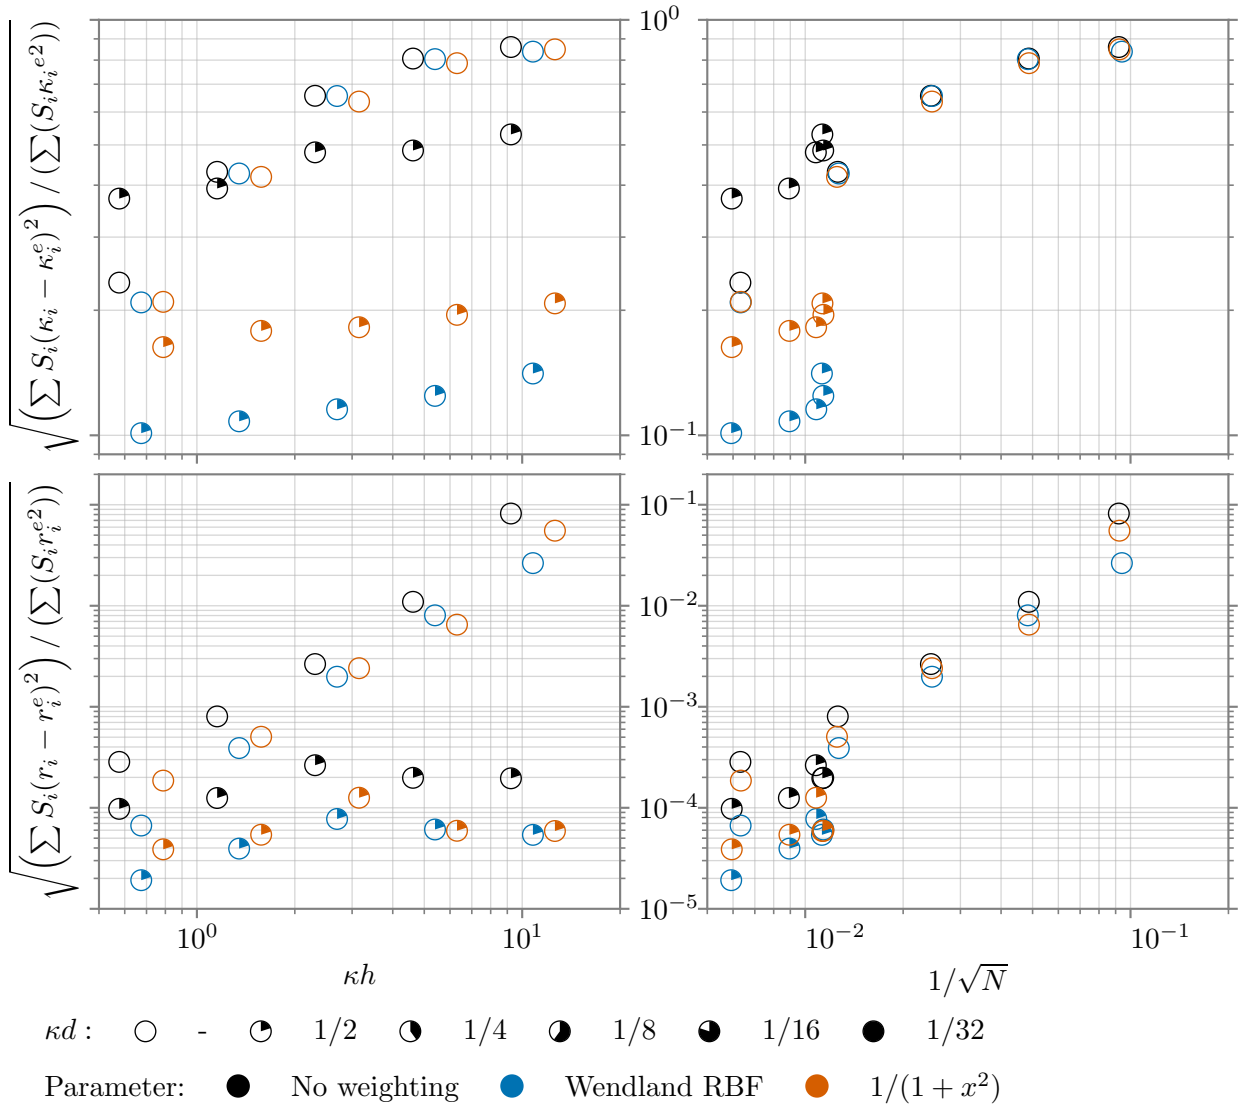 √((∑ S_i(κ_i − κ_i^e)^2) / (∑(S_i κ_i^{e2}))
10^0
10^−1
√((∑ S_i(r_i − r_i^e)^2) / (∑(S_i r_i^{e2}))
10^−1
10^−2
10^−3
10^−4
10^−5
10^0 10^1 10^−2 10^−1
κh 1/√N
κd : - 1/2 1/4 1/8 1/16 1/32
Parameter: No weighting Wendland RBF 1/(1 + x^2)